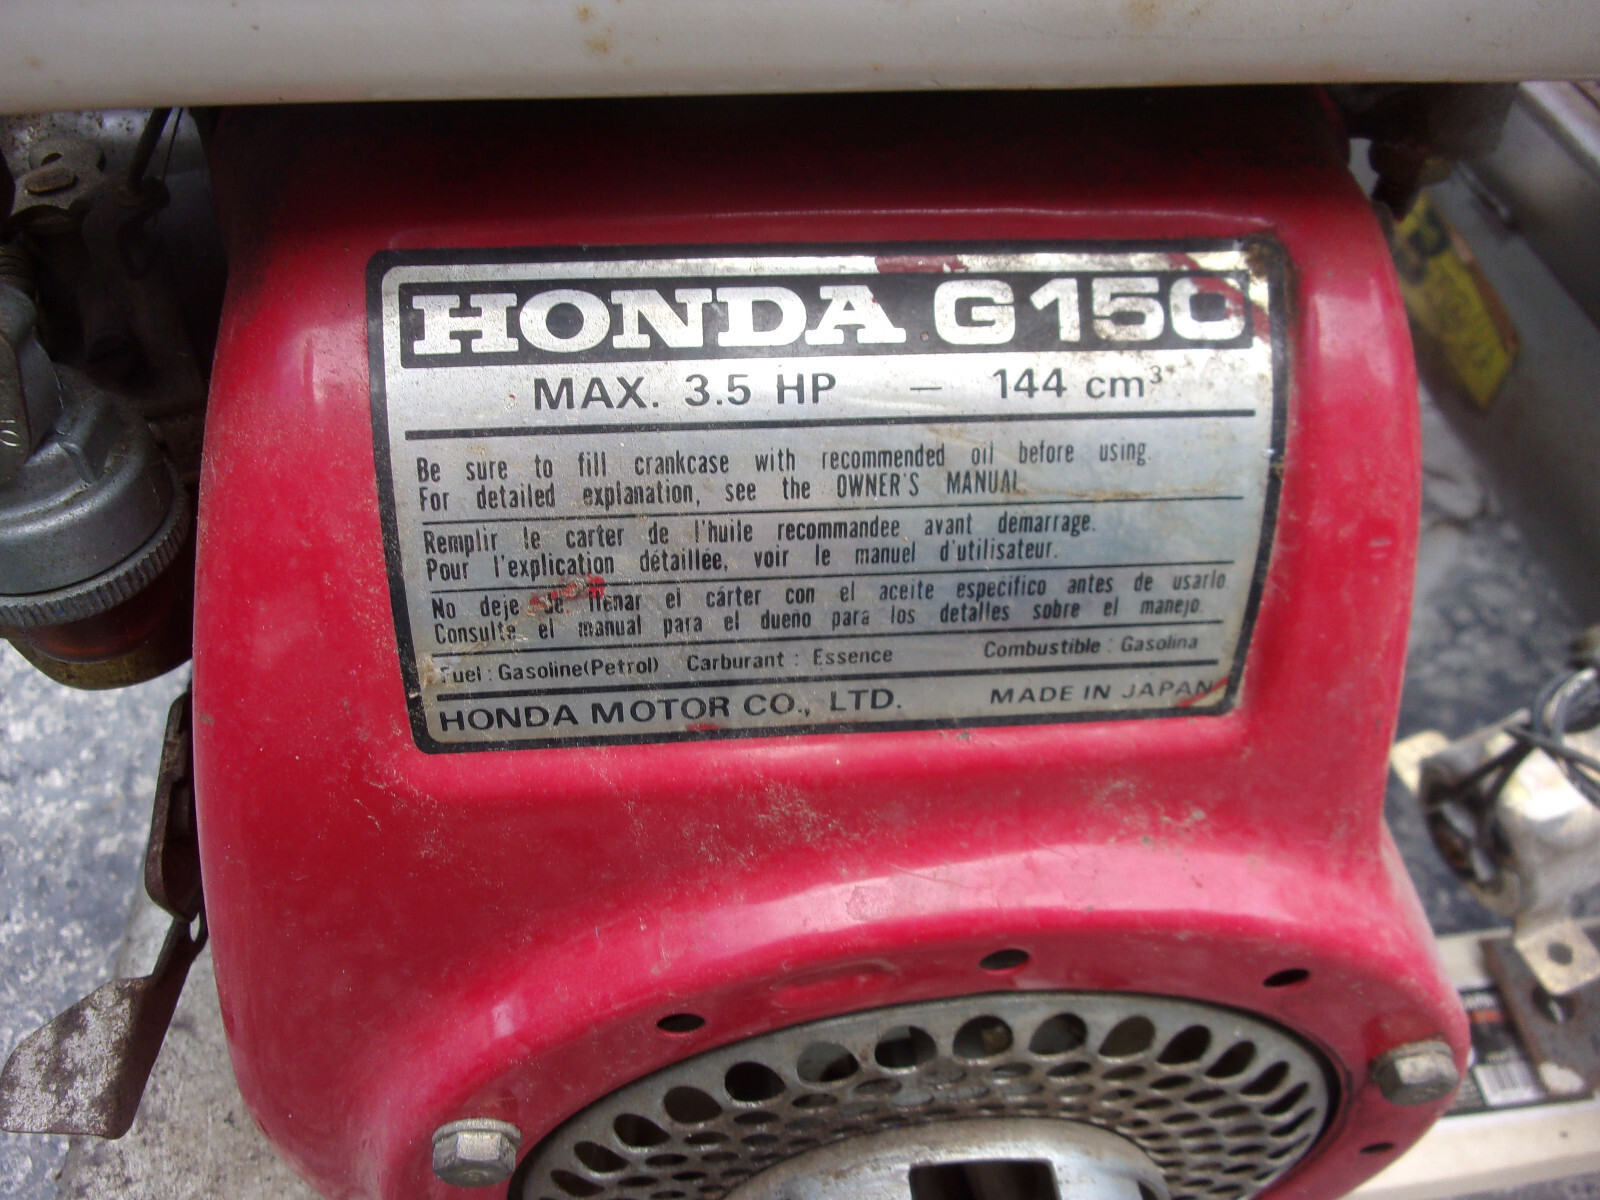 HONDA G150
MAX. 3.5 HP — 144 cm³
Be sure to fill crankcase with recommended oil before using.
For detailed explanation, see the OWNER'S MANUAL
Remplir le carter de l'huile recommandee avant demarrage.
Pour l'explication détaillée, voir le manuel d'utilisateur.
No deje de llenar el cárter con el aceite especifico antes de usarlo.
Consulte el manual para el dueno para los detalles sobre el manejo.
Fuel : Gasoline(Petrol) Carburant : Essence Combustible : Gasolina
HONDA MOTOR CO., LTD. MADE IN JAPAN